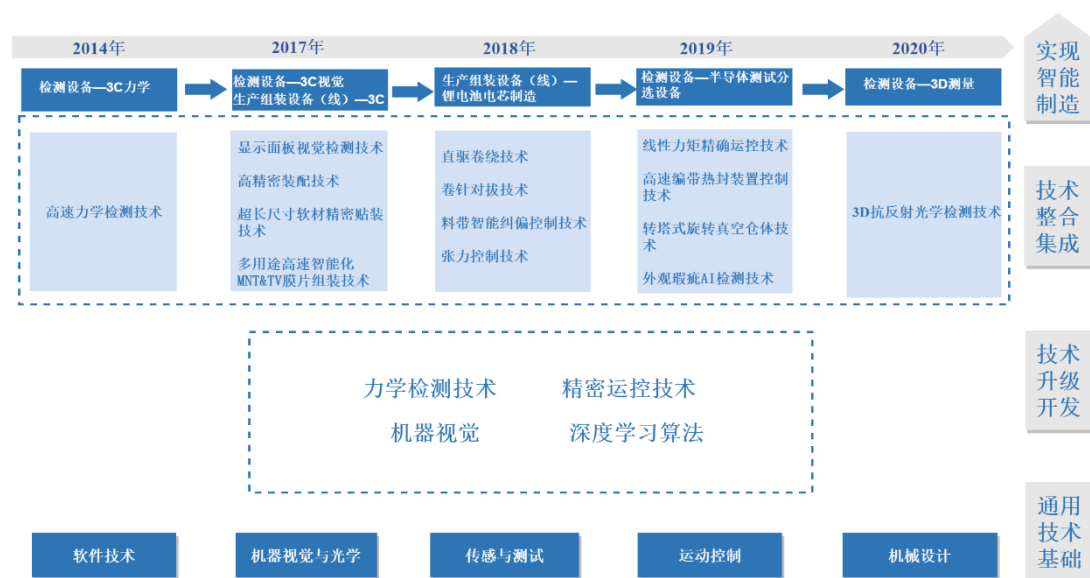 2014年
2017年
2018年
2019年
2020年
实现
智能
制造
检测设备—3C力学
检测设备—3C视觉
生产组装设备（线）—3C
生产组装设备（线）—
锂电池电芯制造
检测设备—半导体测试分
选设备
检测设备—3D测量
高速力学检测技术
显示面板视觉检测技术
高精密装配技术
超长尺寸软材精密贴装
技术
多用途高速智能化
MNT&TV膜片组装技术
直驱卷绕技术
卷针对拔技术
料带智能纠偏控制技术
张力控制技术
线性力矩精确运控技术
高速编带热封装置控制
技术
转塔式旋转真空仓体技
术
外观瑕疵AI检测技术
3D抗反射光学检测技术
技术
整合
集成
力学检测技术
精密运控技术
机器视觉
深度学习算法
技术
升级
开发
软件技术
机器视觉与光学
传感与测试
运动控制
机械设计
通用
技术
基础